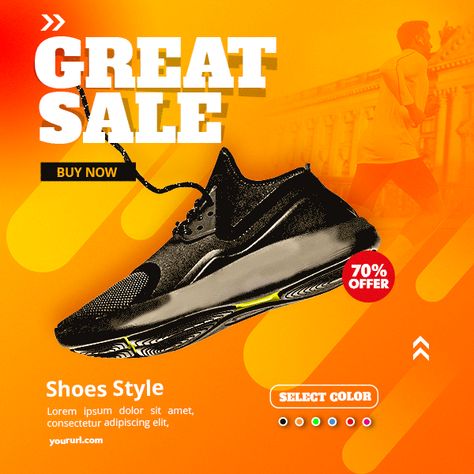 GREAT
SALE
BUY NOW
70%
OFFER
Shoes Style
Lorem ipsum dolor sit amet,
consectetur adipiscing edit,
yoururl.com
SELECT COLOR